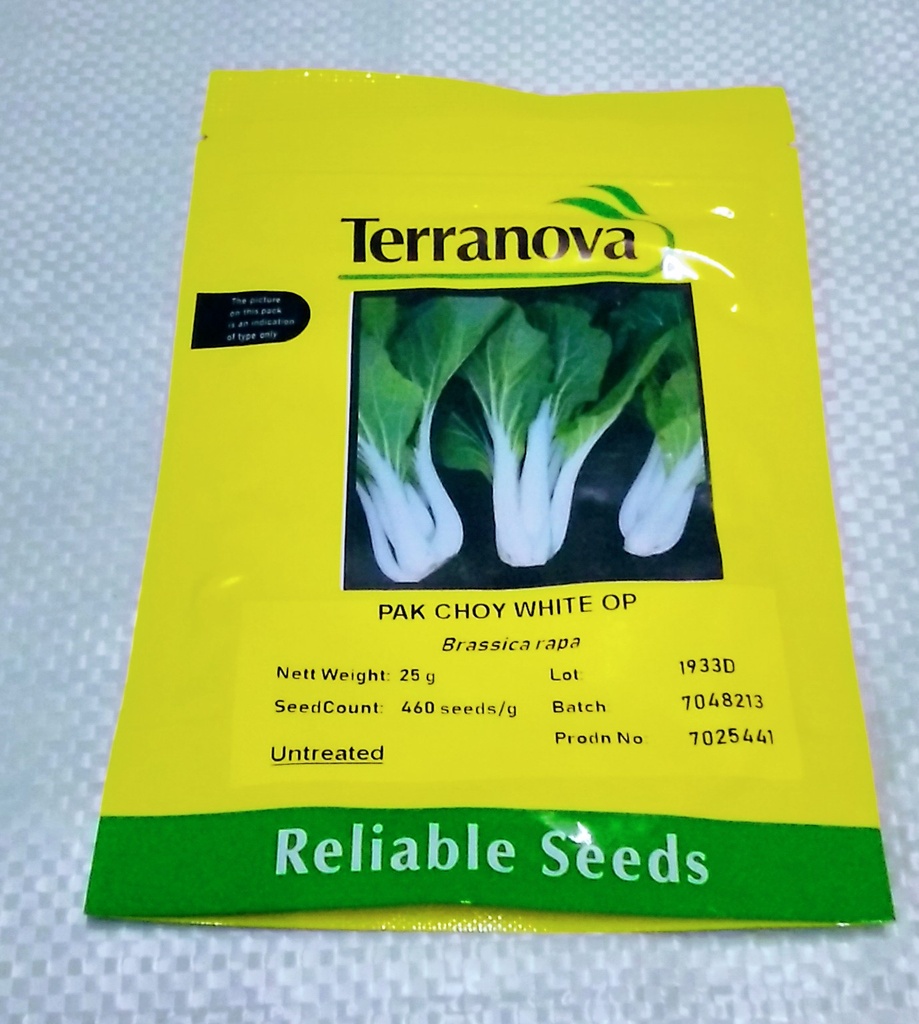 Terranova
The picture
on this pack
is an indication
of type only
PAK CHOY WHITE OP
Brassica rapa
Nett Weight: 25 g
Lot: 1933D
SeedCount: 460 seeds/g
Batch 7048213
Prodn No: 7025441
Untreated
Reliable Seeds